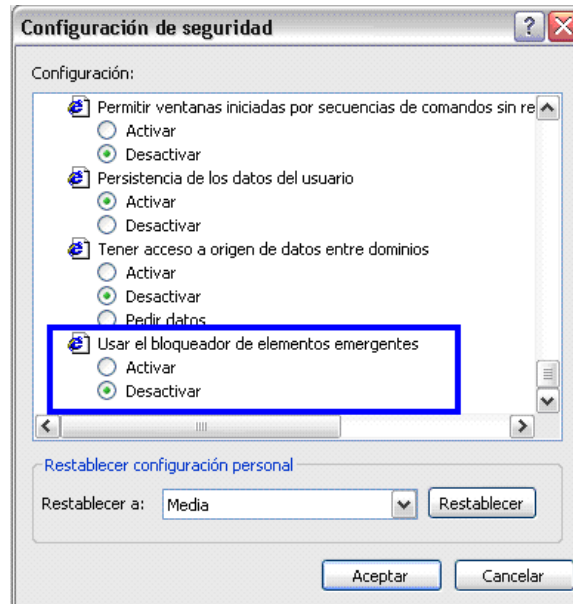 Configuración de seguridad
Configuración:
Permitir ventanas iniciadas por secuencias de comandos sin re
Activar
Desactivar
Persistencia de los datos del usuario
Activar
Desactivar
Tener acceso a origen de datos entre dominios
Activar
Desactivar
Pedir datos
Usar el bloqueador de elementos emergentes
Activar
Desactivar
Restablecer configuración personal
Restablecer a: Media Restablecer
Aceptar Cancelar